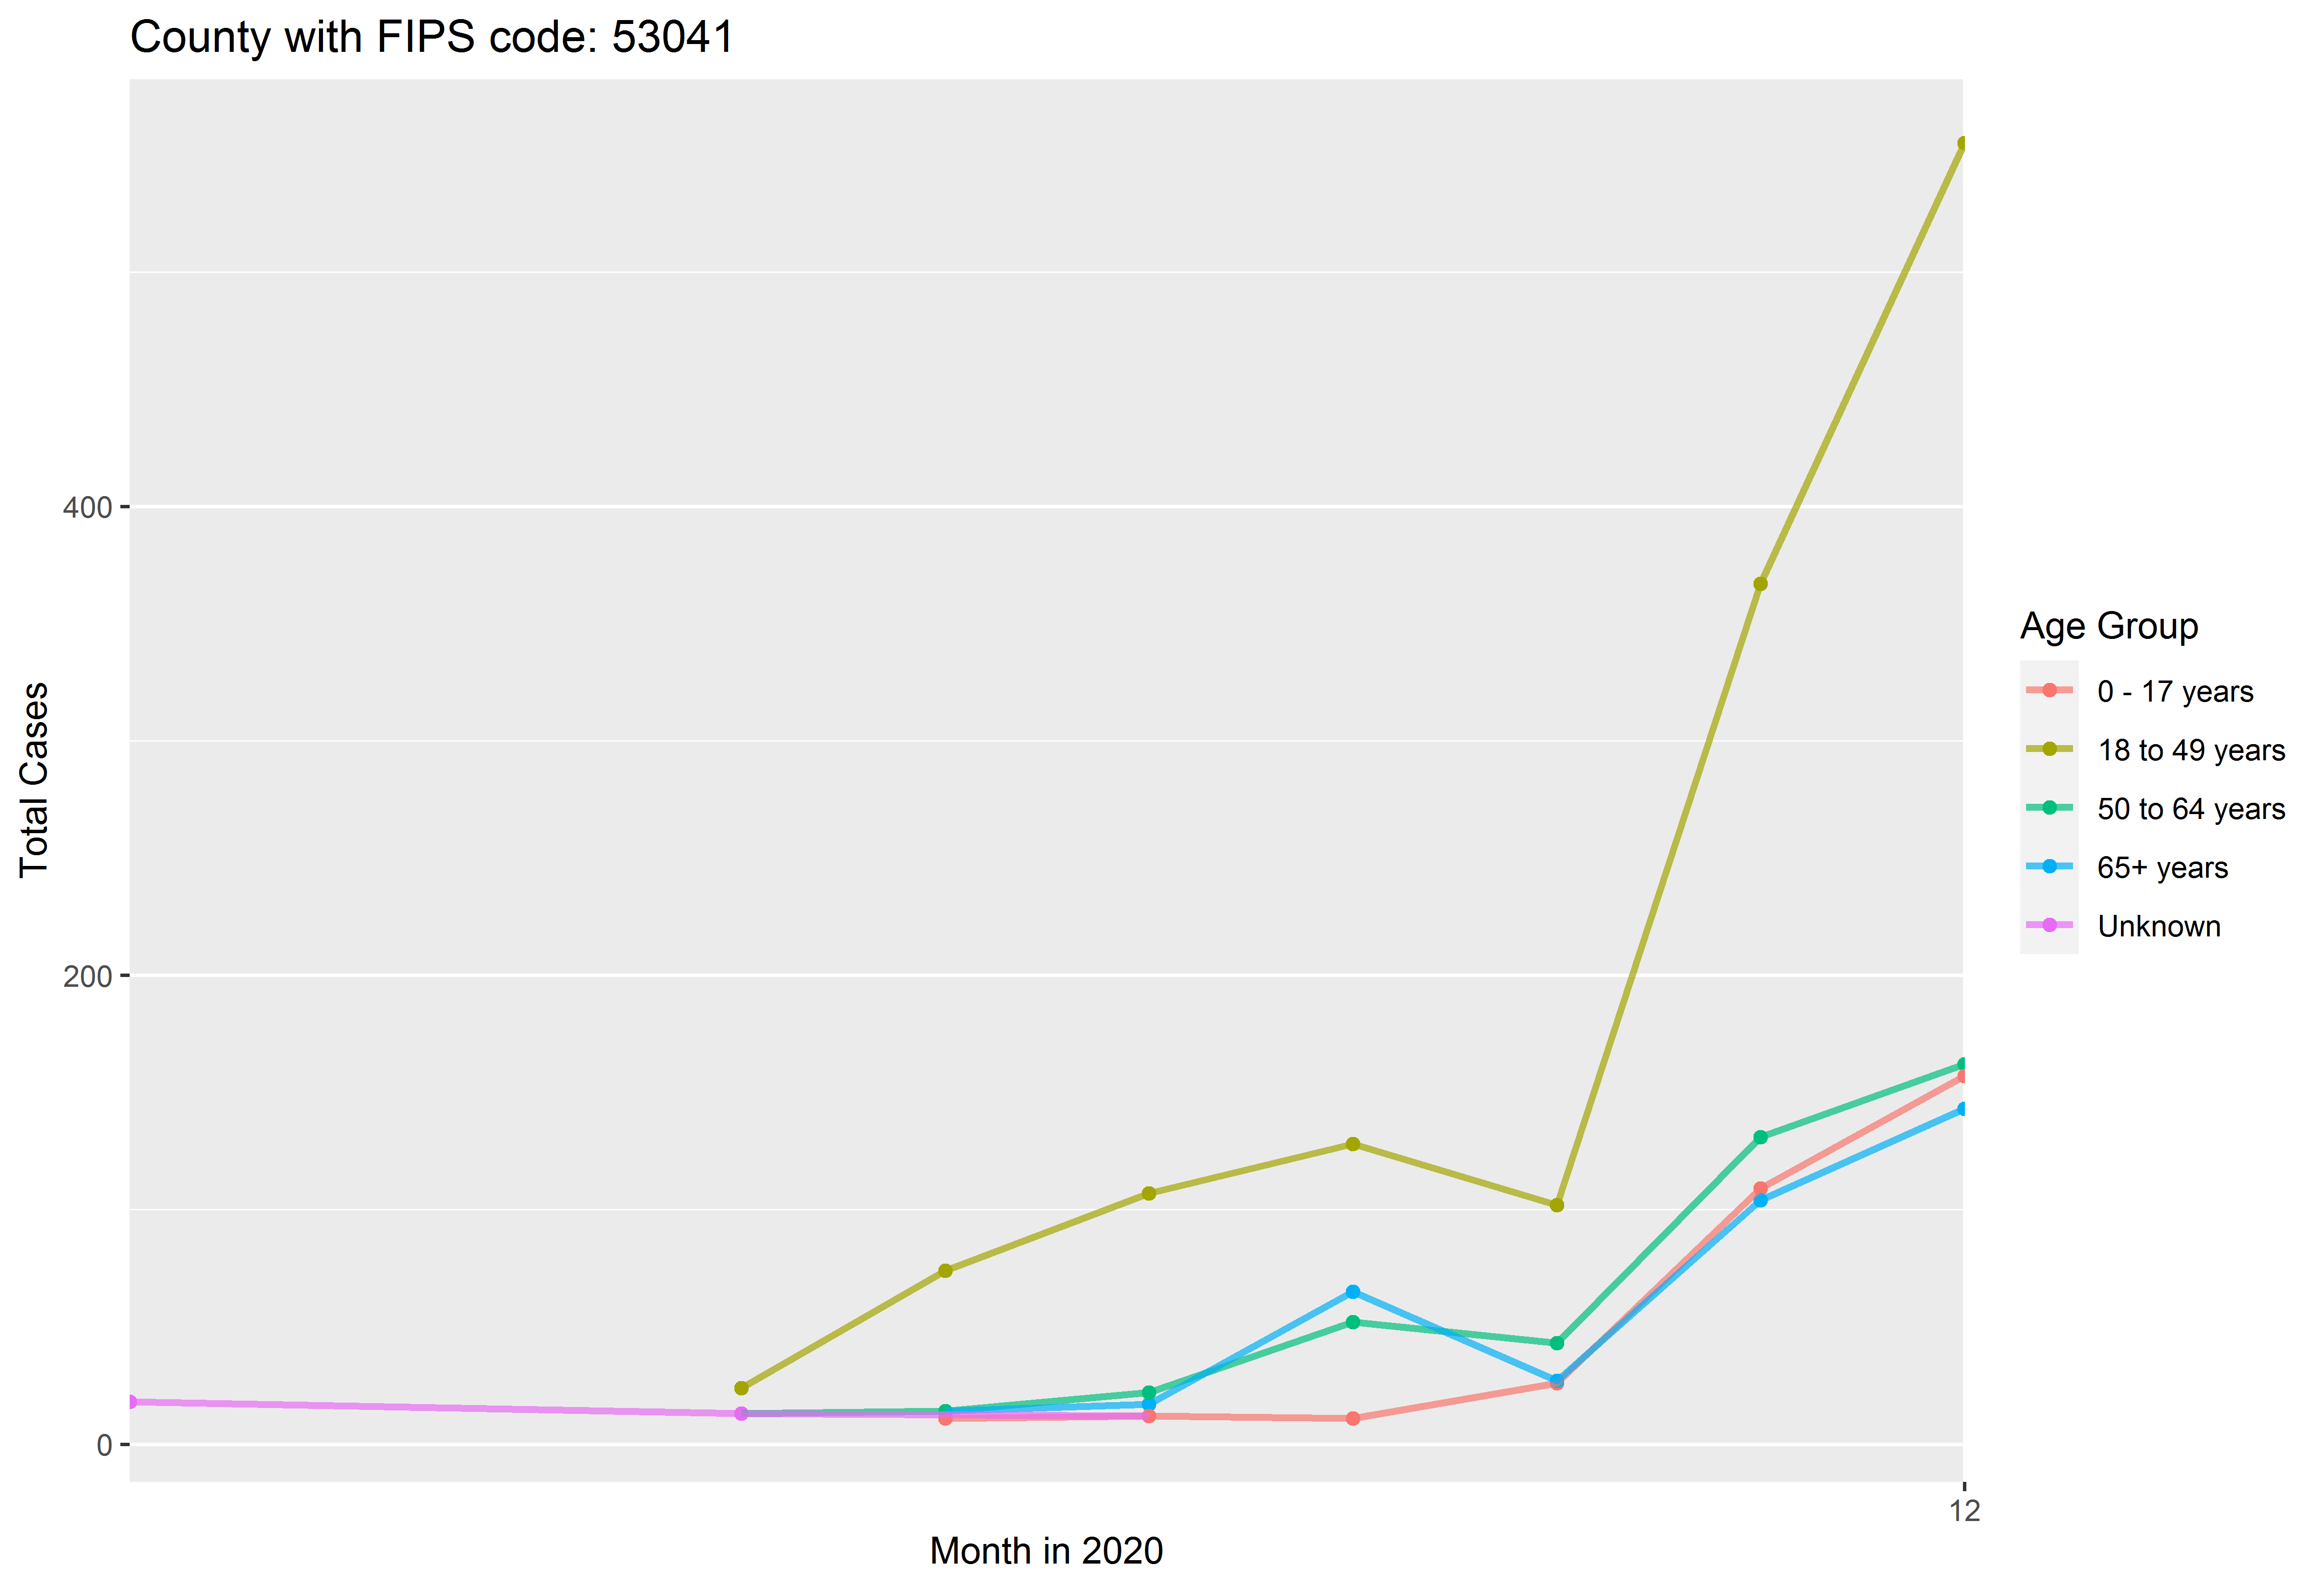 County with FIPS code: 53041
Total Cases
400
200
0
12
Month in 2020
Age Group
0 - 17 years
18 to 49 years
50 to 64 years
65+ years
Unknown